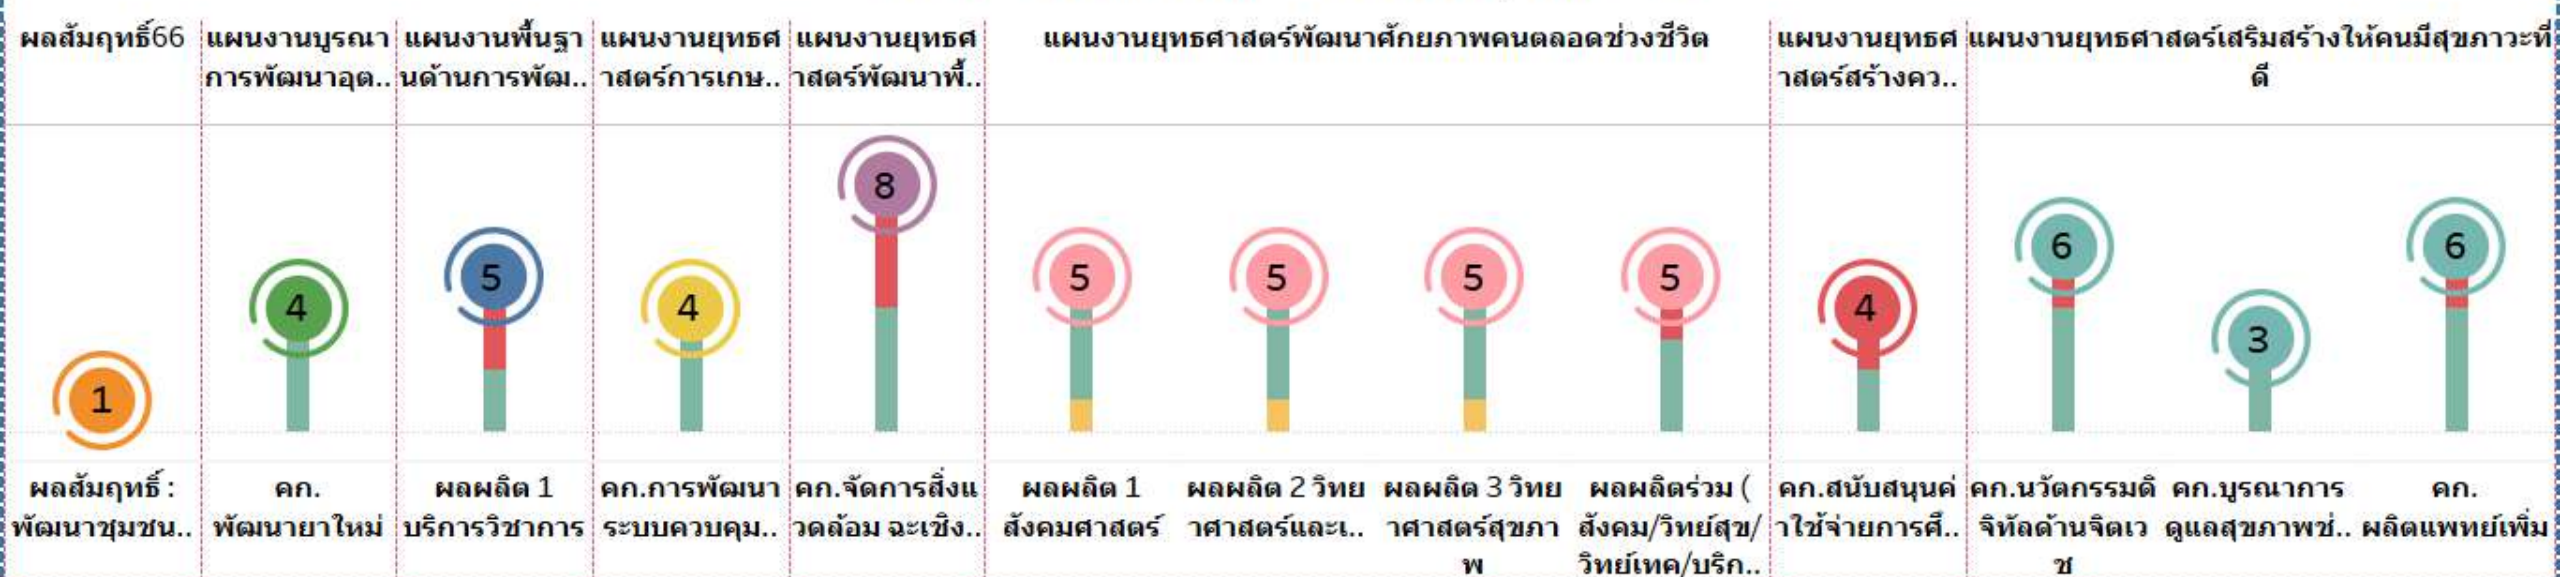 ผลสัมฤทธิ์66
แผนงานบูรณา
การพัฒนาอุต..
แผนงานพื้นฐา
นด้านการพัฒ..
แผนงานยุทธศ
าสตร์การเกษ..
แผนงานยุทธศ
าสตร์พัฒนาพื้..
แผนงานยุทธศาสตร์พัฒนาศักยภาพคนตลอดช่วงชีวิต
แผนงานยุทธศ
าสตร์สร้างคว..
แผนงานยุทธศาสตร์เสริมสร้างให้คนมีสุขภาวะที่
ดี
1
4
5
4
8
5
5
5
5
4
6
3
6
ผลสัมฤทธิ์ :
พัฒนาชุมชน..
คก.
พัฒนายาใหม่
ผลผลิต 1
บริการวิชาการ
คก.การพัฒนา
ระบบควบคุม..
คก.จัดการสิ่งแ
วดล้อม ฉะเชิง..
ผลผลิต 1
สังคมศาสตร์
ผลผลิต 2 วิทย
าศาสตร์และเ..
ผลผลิต 3 วิทย
าศาสตร์สุขภา
พ
ผลผลิตร่วม (
สังคม/วิทย์สุข/
วิทย์เทค/บริก..
คก.สนับสนุนค่
าใช้จ่ายการศึ..
คก.นวัตกรรมดิ
จิทัลด้านจิตเว
ช
คก.บูรณาการ
ดูแลสุขภาพช่..
คก.
ผลิตแพทย์เพิ่ม